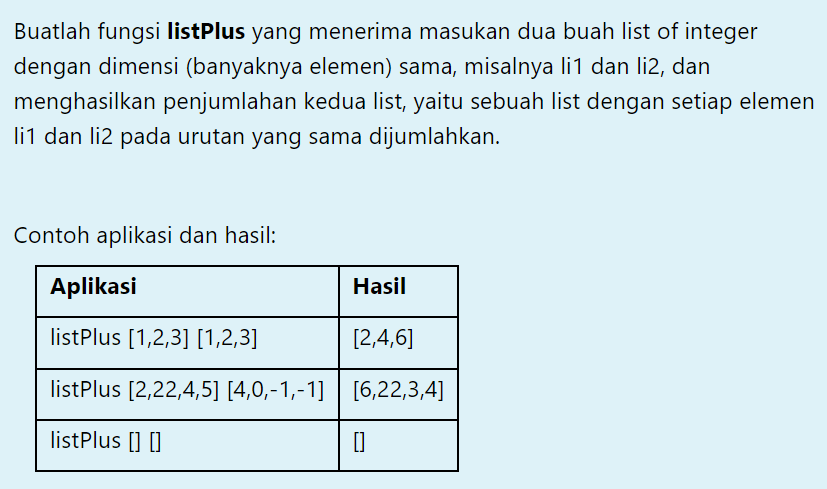 Buatlah fungsi listPlus yang menerima masukan dua buah list of integer
dengan dimensi (banyaknya elemen) sama, misalnya li1 dan li2, dan
menghasilkan penjumlahan kedua list, yaitu sebuah list dengan setiap elemen
li1 dan li2 pada urutan yang sama dijumlahkan.
Contoh aplikasi dan hasil:
Aplikasi Hasil
listPlus [1,2,3] [1,2,3] [2,4,6]
listPlus [2,22,4,5] [4,0,-1,-1] [6,22,3,4]
listPlus [] [] []